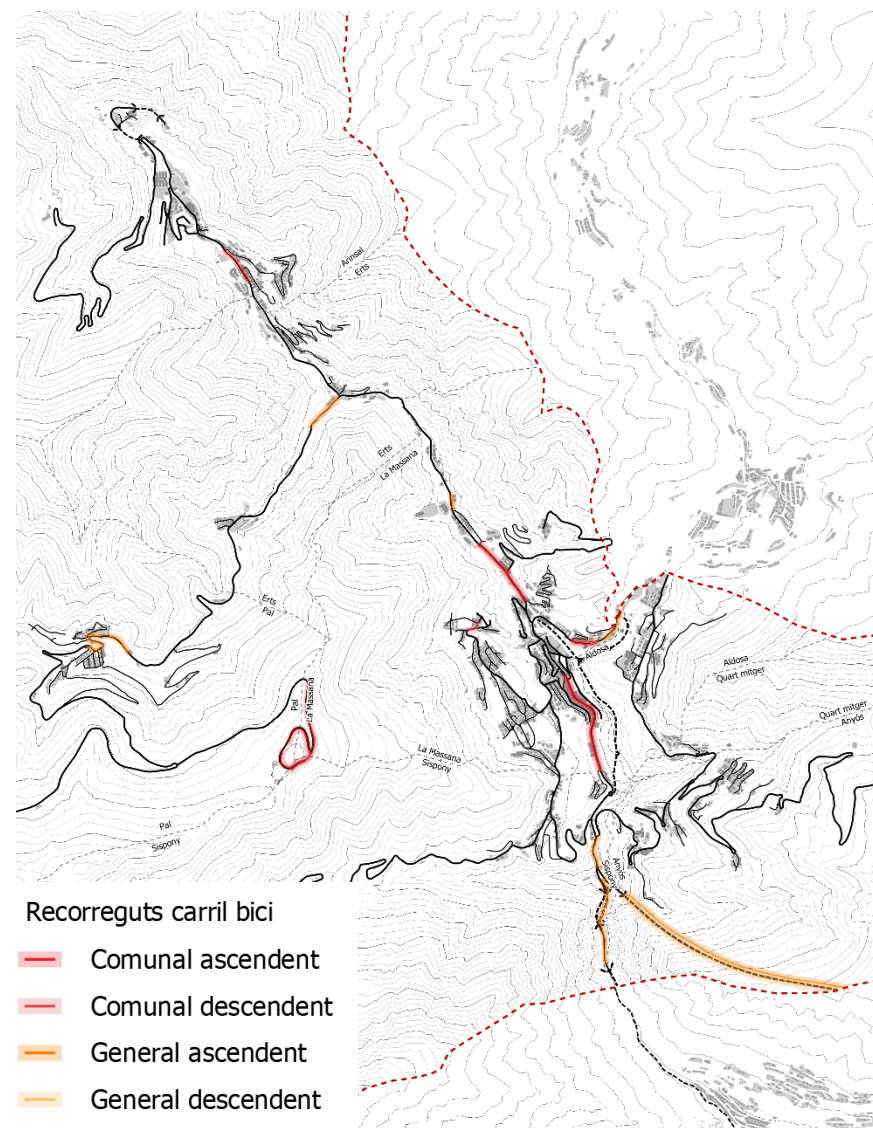 Arinsal
Erts
Erts
La Massana
Erts
Pal
Aldosa
Aldosa
Quart mitger
Pal
La Massana
Quart mitger
Anyós
La Massana
Sispony
Pal
Sispony
Anyós
Sispony
Recorreguts carril bici
Comunal ascendent
Comunal descendent
General ascendent
General descendent